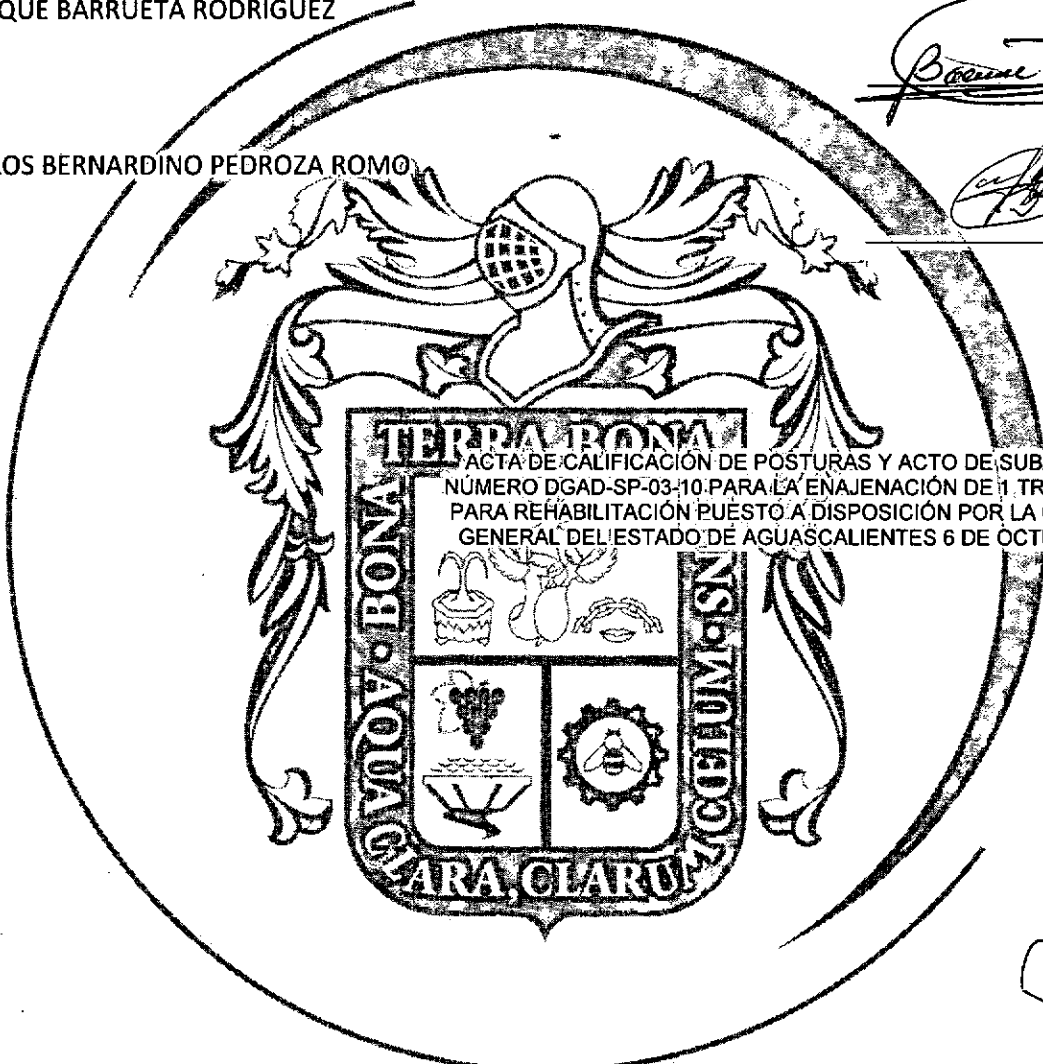 QUE BARRUETA RODRIGUEZ
OS BERNARDINO PEDROZA ROMO
TERRA BONA
ACTA DE CALIFICACIÓN DE POSTURAS Y ACTO DE SUB
NÚMERO DGAD-SP-03-10 PARA LA ENAJENACIÓN DE 1 TR
PARA REHABILITACIÓN PUESTO A DISPOSICIÓN POR LA
GENERAL DEL ESTADO DE AGUASCALIENTES 6 DE OCT
BONA
AQUA CLARA, CLARUM COELUM